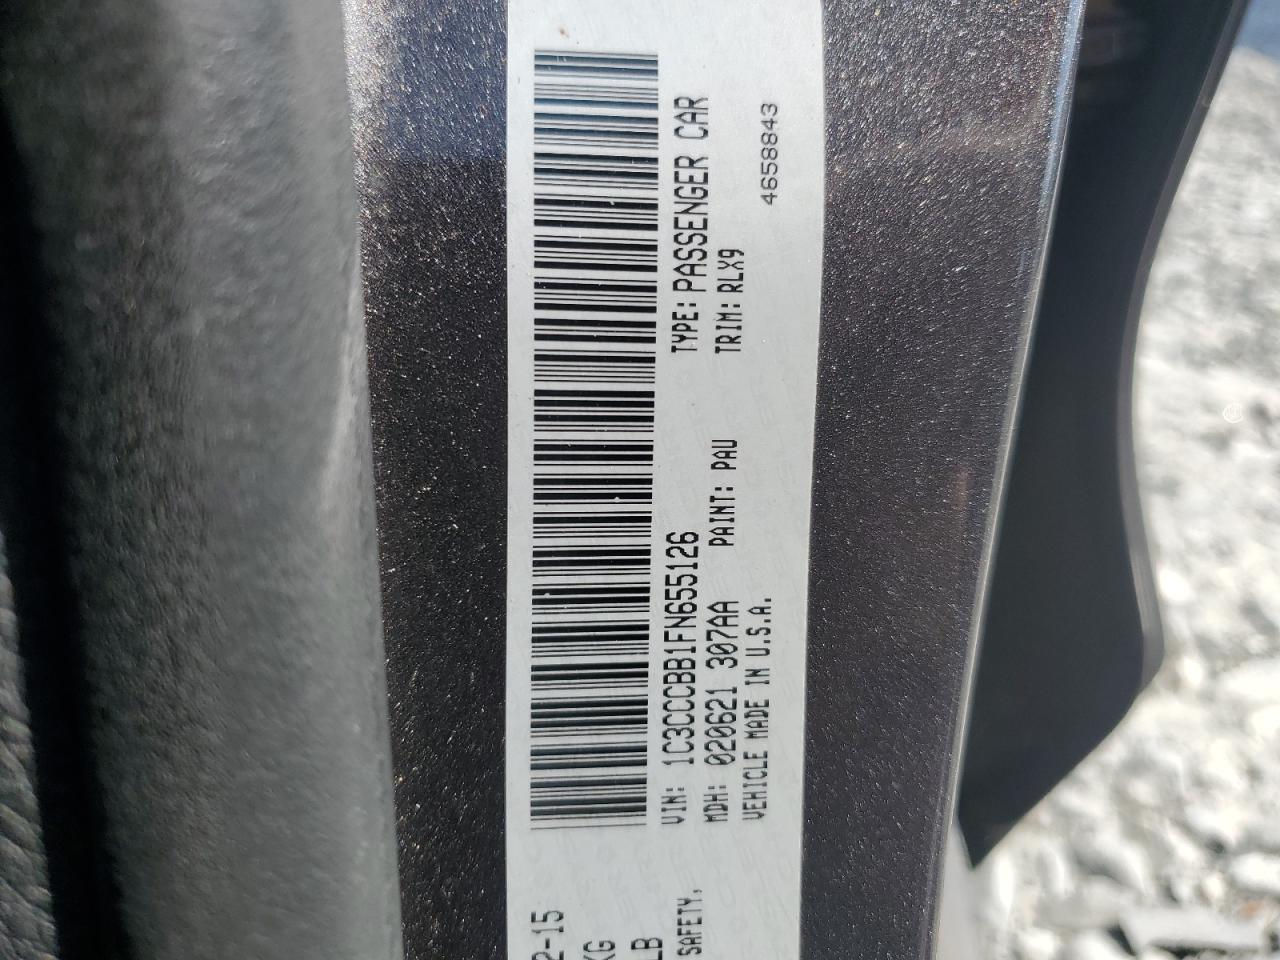 2-15
KG
LB
SAFETY,
VIN: 1C3CCCBB1FN655126
TYPE: PASSENGER CAR
MDH: 020621 307AA
PAINT: PAU
TRIM: RLX9
VEHICLE MADE IN U.S.A.
4658843